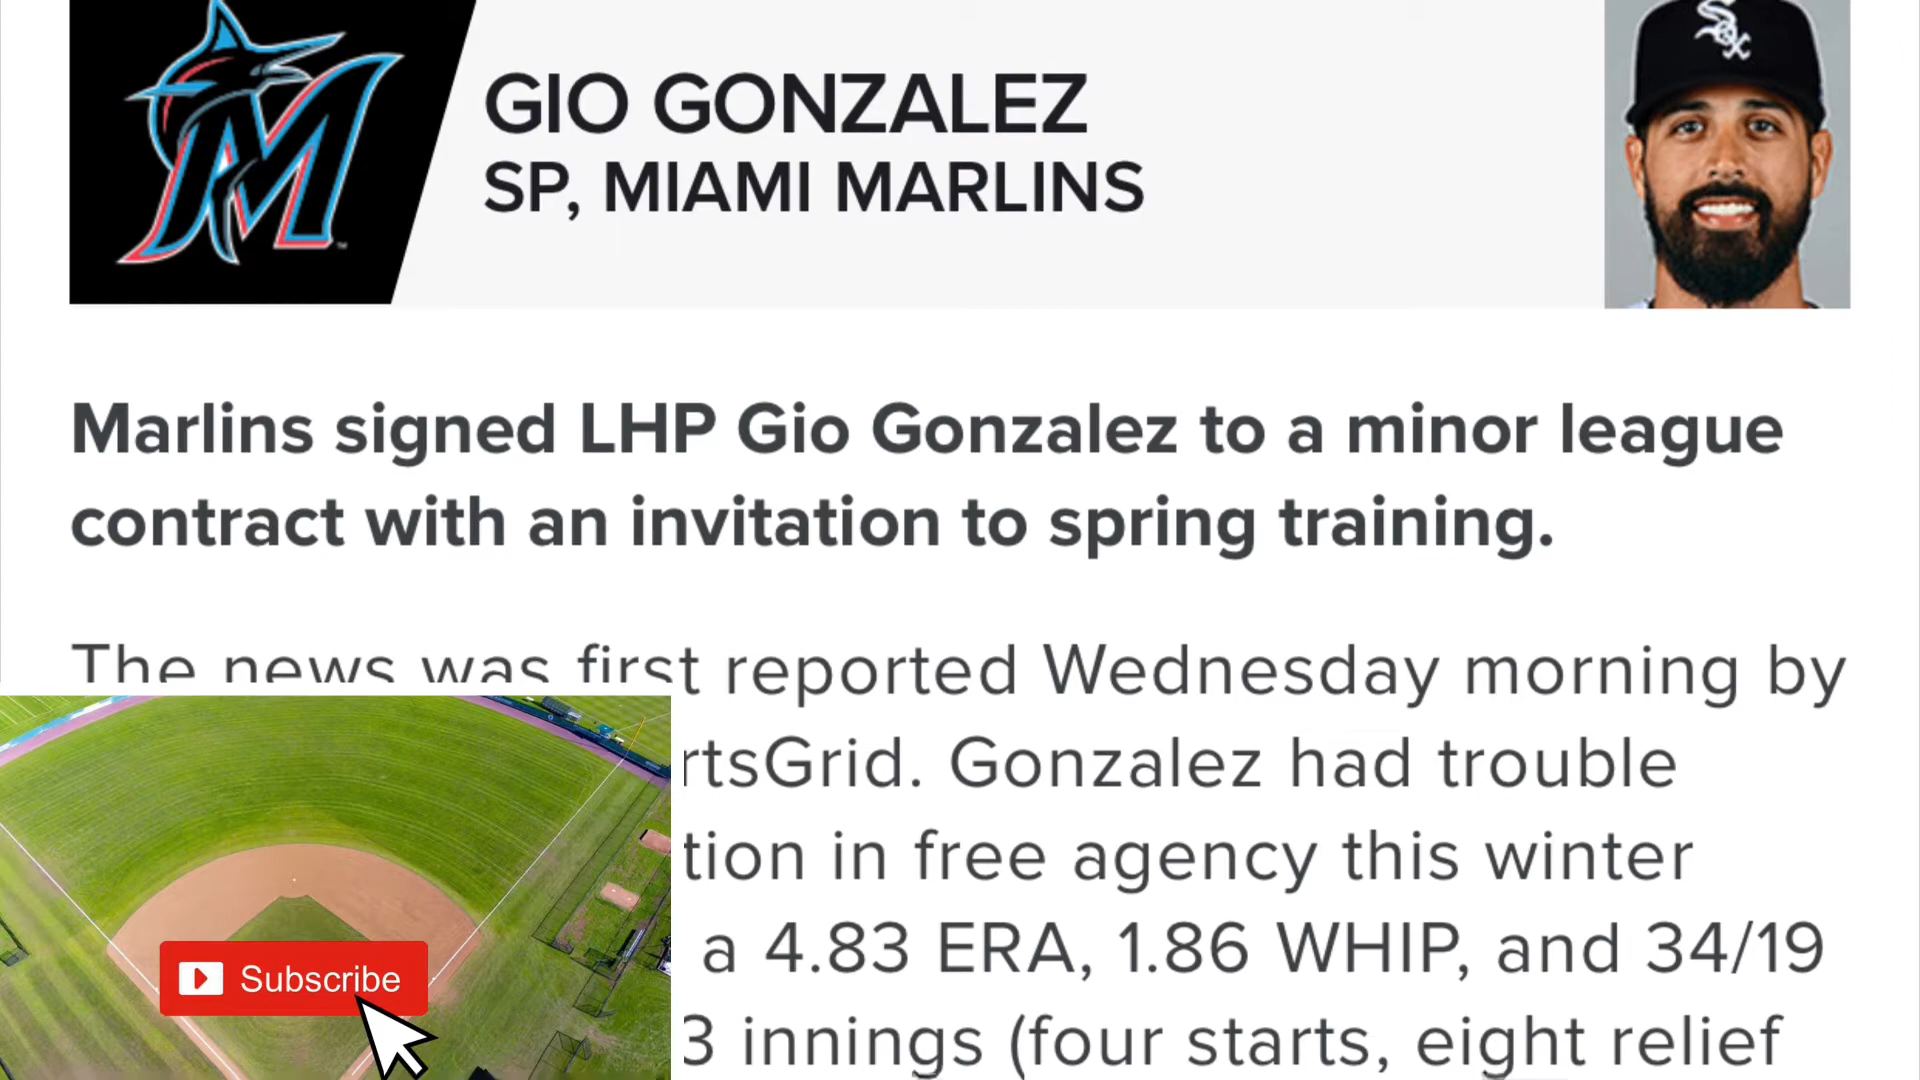 GIO GONZALEZ
SP, MIAMI MARLINS
Marlins signed LHP Gio Gonzalez to a minor league
contract with an invitation to spring training.
The news was first reported Wednesday morning by
rtsGrid. Gonzalez had trouble
tion in free agency this winter
a 4.83 ERA, 1.86 WHIP, and 34/19
3 innings (four starts, eight relief
Subscribe